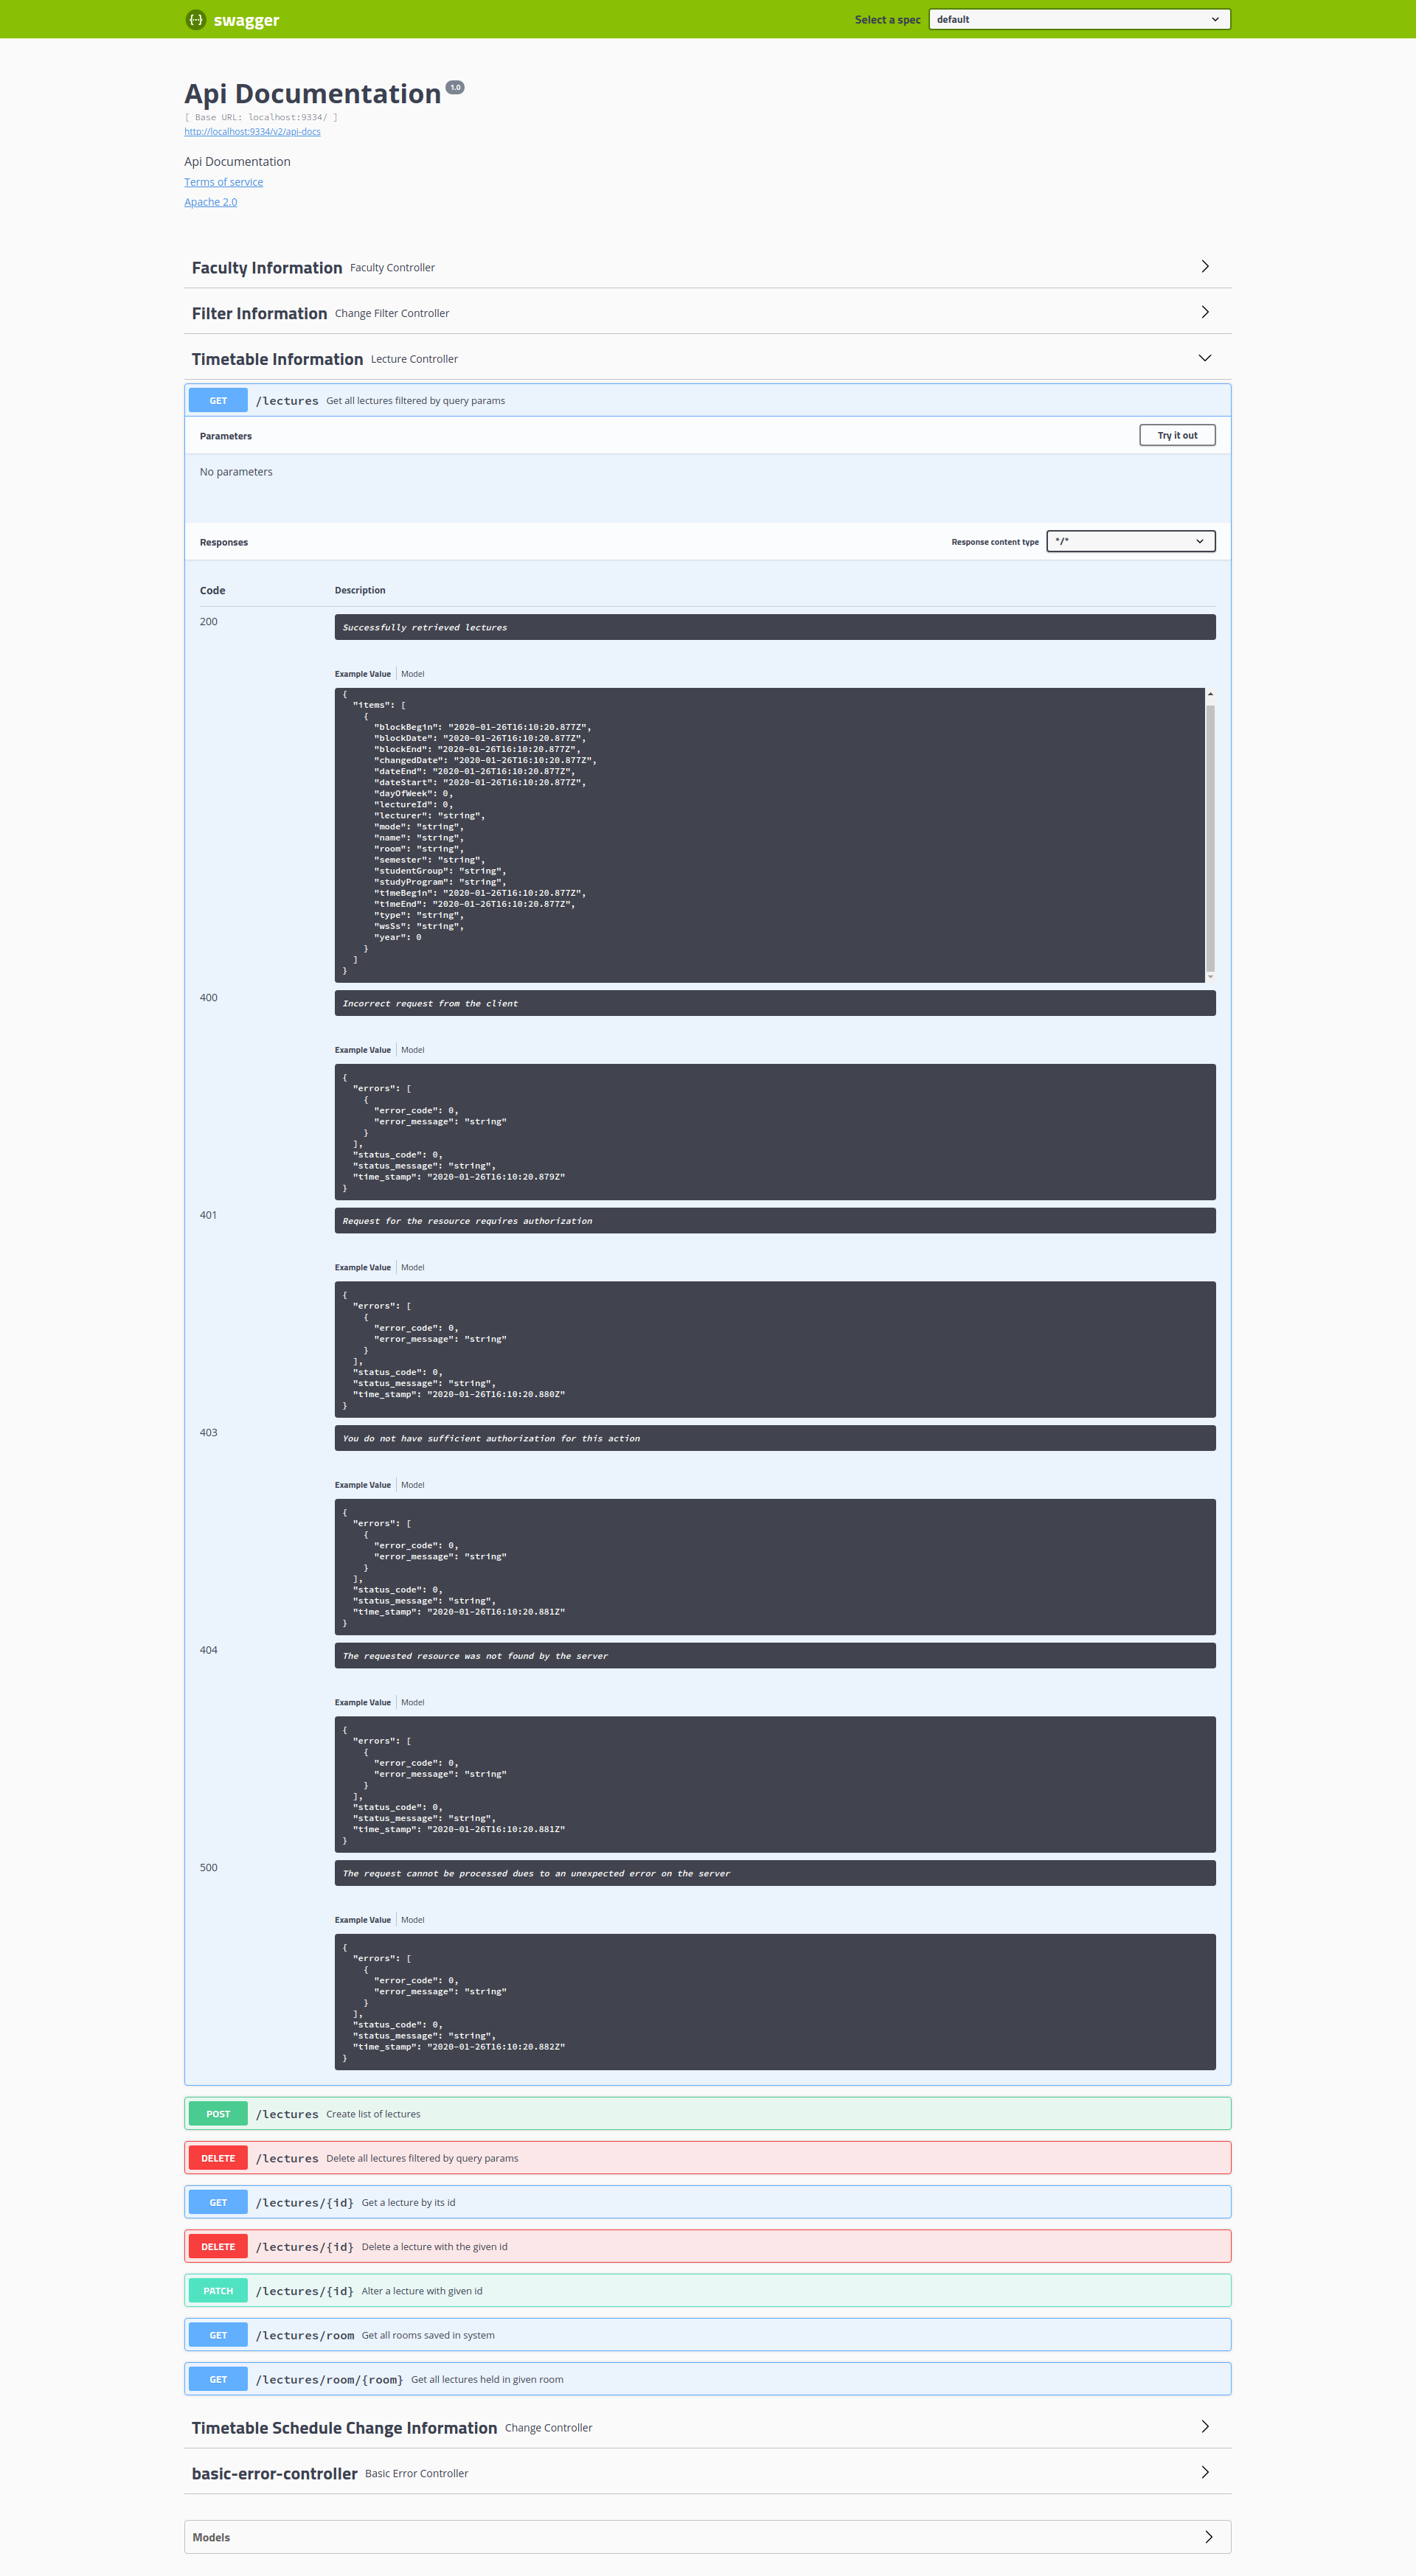 swagger
Select a spec default
Api Documentation 1.0
[ Base URL: localhost:9334/ ]
http://localhost:9334/v2/api-docs
Api Documentation
Terms of service
Apache 2.0
Faculty Information Faculty Controller
Filter Information Change Filter Controller
Timetable Information Lecture Controller
GET /lectures Get all lectures filtered by query params
Parameters Try it out
No parameters
Responses Response content type */*
Code Description
200 Successfully retrieved lectures
Example Value Model
{
"items": [
{
"blockBegin": "2020-01-26T16:10:20.877Z",
"blockDate": "2020-01-26T16:10:20.877Z",
"blockEnd": "2020-01-26T16:10:20.877Z",
"changedDate": "2020-01-26T16:10:20.877Z",
"dateEnd": "2020-01-26T16:10:20.877Z",
"dateStart": "2020-01-26T16:10:20.877Z",
"dayOfWeek": 0,
"lectureId": 0,
"lecturer": "string",
"mode": "string",
"name": "string",
"room": "string",
"semester": "string",
"studentGroup": "string",
"studyProgram": "string",
"timeBegin": "2020-01-26T16:10:20.877Z",
"timeEnd": "2020-01-26T16:10:20.877Z",
"type": "string",
"wsSs": "string",
"year": 0
}
]
}
400 Incorrect request from the client
Example Value Model
{
"errors": [
{
"error_code": 0,
"error_message": "string"
}
],
"status_code": 0,
"status_message": "string",
"time_stamp": "2020-01-26T16:10:20.879Z"
}
401 Request for the resource requires authorization
Example Value Model
{
"errors": [
{
"error_code": 0,
"error_message": "string"
}
],
"status_code": 0,
"status_message": "string",
"time_stamp": "2020-01-26T16:10:20.880Z"
}
403 You do not have sufficient authorization for this action
Example Value Model
{
"errors": [
{
"error_code": 0,
"error_message": "string"
}
],
"status_code": 0,
"status_message": "string",
"time_stamp": "2020-01-26T16:10:20.881Z"
}
404 The requested resource was not found by the server
Example Value Model
{
"errors": [
{
"error_code": 0,
"error_message": "string"
}
],
"status_code": 0,
"status_message": "string",
"time_stamp": "2020-01-26T16:10:20.881Z"
}
500 The request cannot be processed dues to an unexpected error on the server
Example Value Model
{
"errors": [
{
"error_code": 0,
"error_message": "string"
}
],
"status_code": 0,
"status_message": "string",
"time_stamp": "2020-01-26T16:10:20.882Z"
}
POST /lectures Create list of lectures
DELETE /lectures Delete all lectures filtered by query params
GET /lectures/{id} Get a lecture by its id
DELETE /lectures/{id} Delete a lecture with the given id
PATCH /lectures/{id} Alter a lecture with given id
GET /lectures/room Get all rooms saved in system
GET /lectures/room/{room} Get all lectures held in given room
Timetable Schedule Change Information Change Controller
basic-error-controller Basic Error Controller
Models